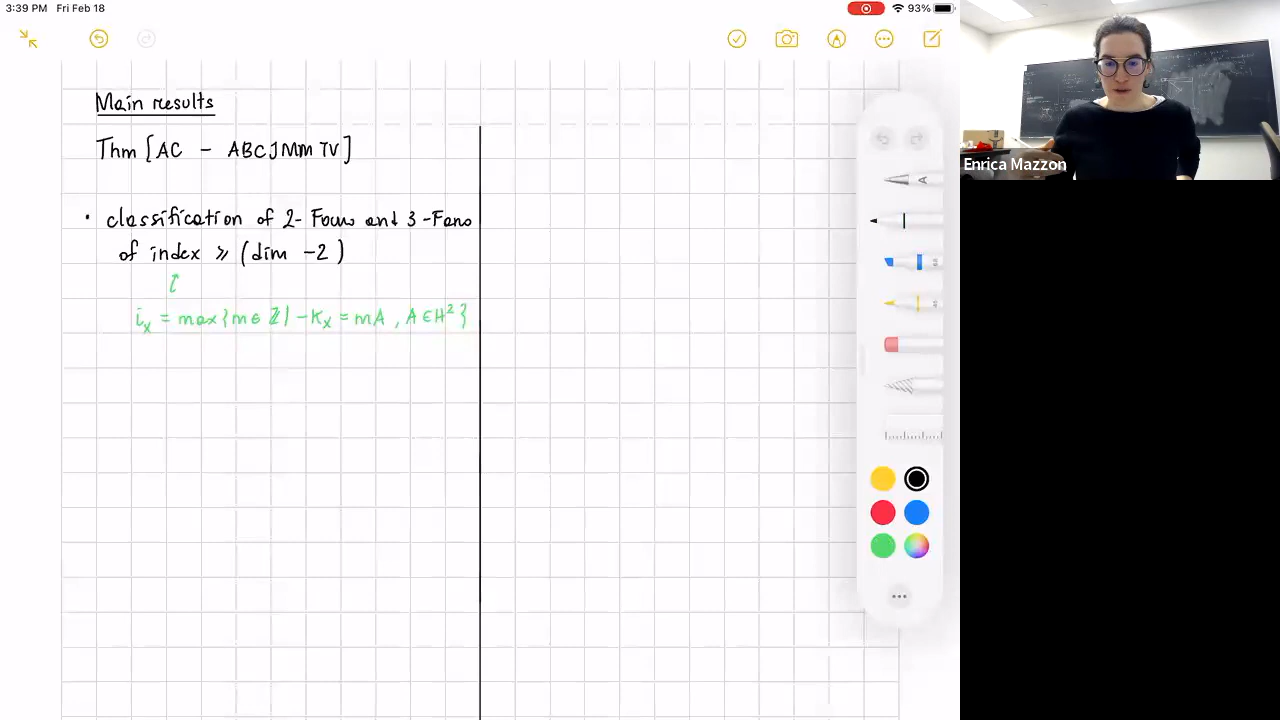 3:39 PM Fri Feb 18
93%
Main results
Thm [AC - ABCJMMTV]
• classification of 2-Fano and 3-Fano
of index ≥ (dim -2)
↑
i_X = max{m ∈ ℤ | -K_X = mA, A ∈ H²}
Enrica Mazzon